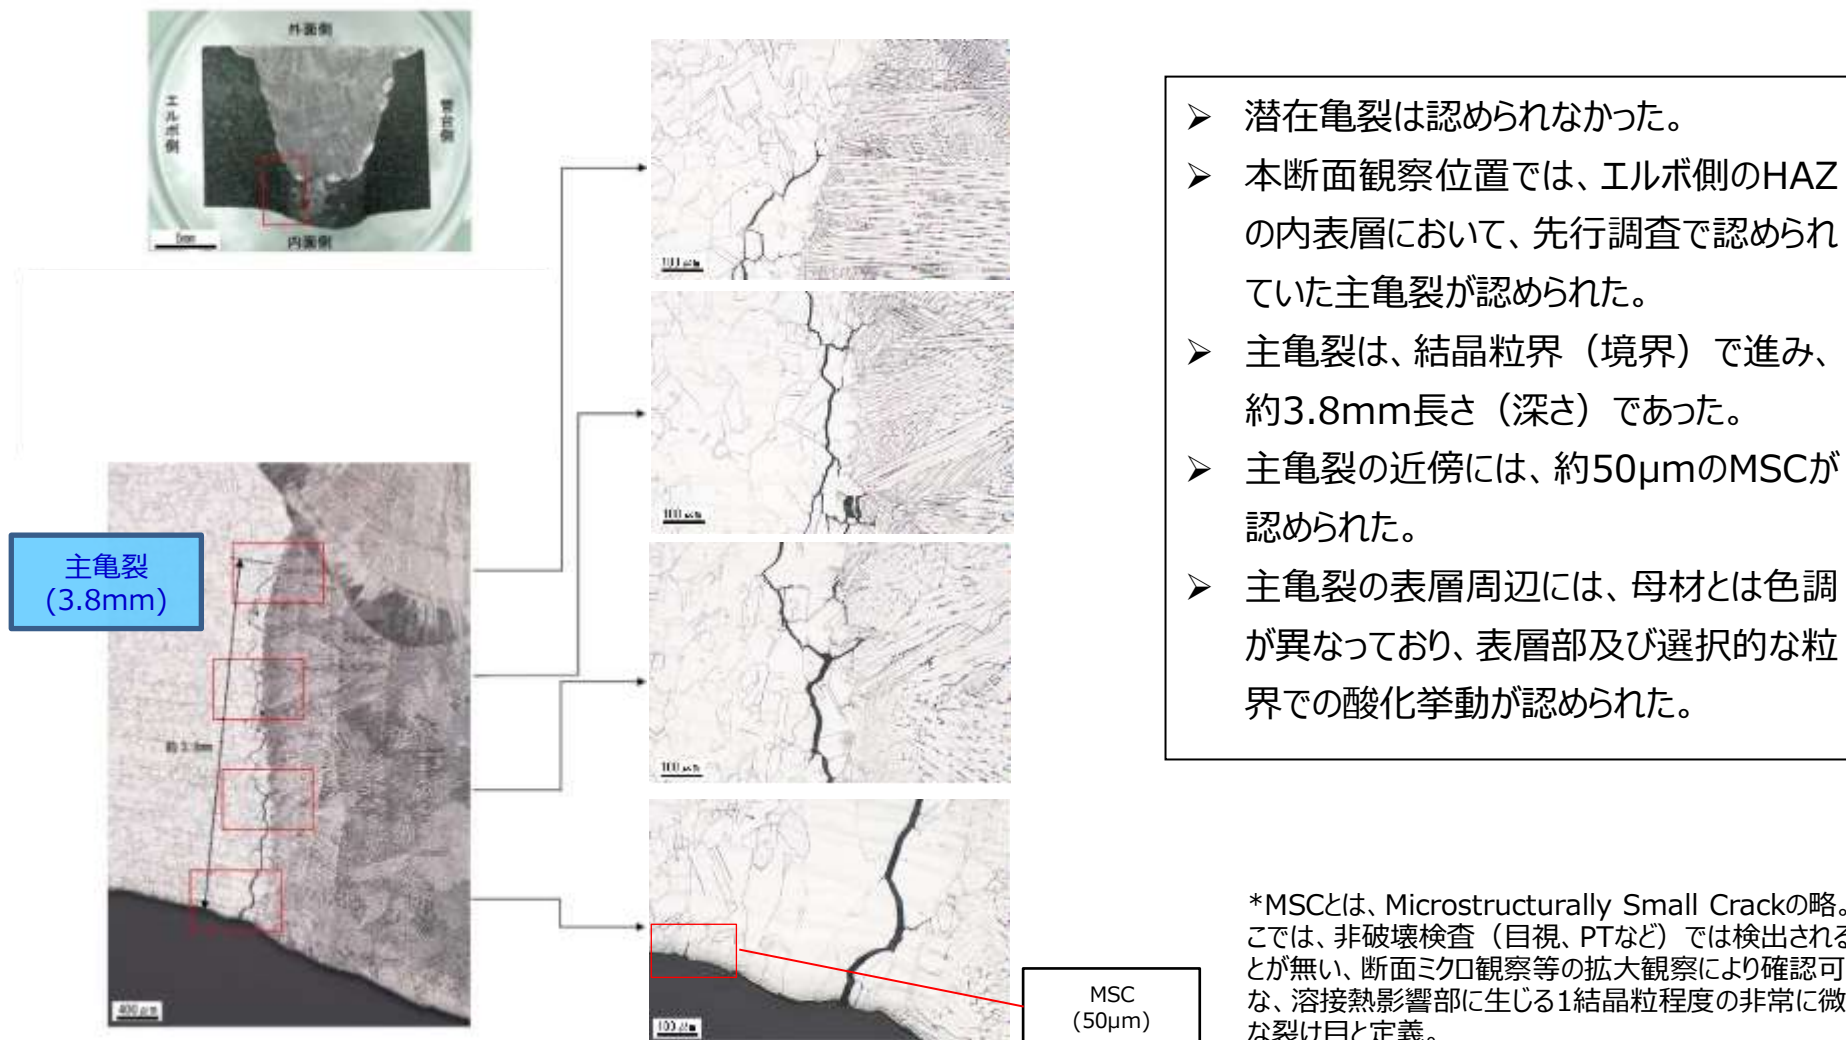 外面側
エルボ側
管台側
5mm
内面側
主亀裂
(3.8mm)
約3.8mm
400μm
100μm
100μm
100μm
100μm
MSC
(50μm)
➢ 潜在亀裂は認められなかった。
➢ 本断面観察位置では、エルボ側のHAZ
の内表層において、先行調査で認められ
ていた主亀裂が認められた。
➢ 主亀裂は、結晶粒界（境界）で進み、
約3.8mm長さ（深さ）であった。
➢ 主亀裂の近傍には、約50μmのMSCが
認められた。
➢ 主亀裂の表層周辺には、母材とは色調
が異なっており、表層部及び選択的な粒
界での酸化挙動が認められた。
*MSCとは、Microstructurally Small Crackの略。
こでは、非破壊検査（目視、PTなど）では検出される
とが無い、断面ミクロ観察等の拡大観察により確認可
な、溶接熱影響部に生じる1結晶粒程度の非常に微
な裂け目と定義。